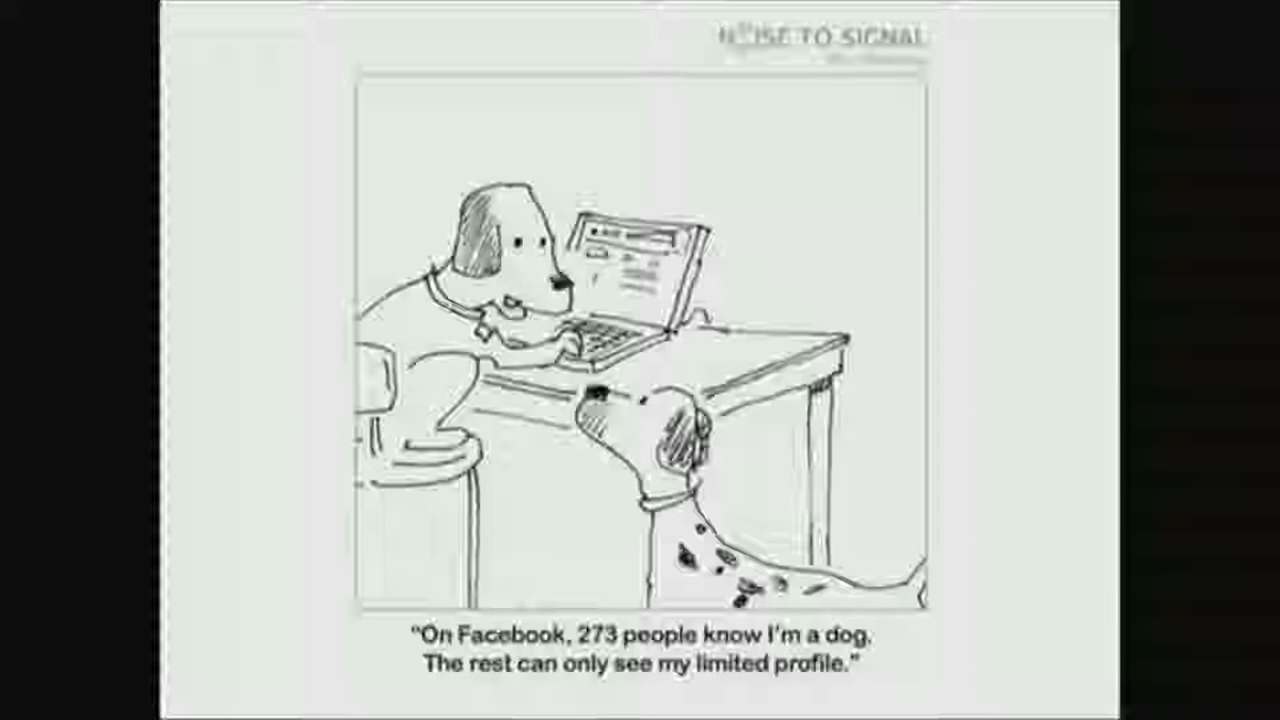 NOISE TO SIGNAL
“On Facebook, 273 people know I’m a dog.
The rest can only see my limited profile.”